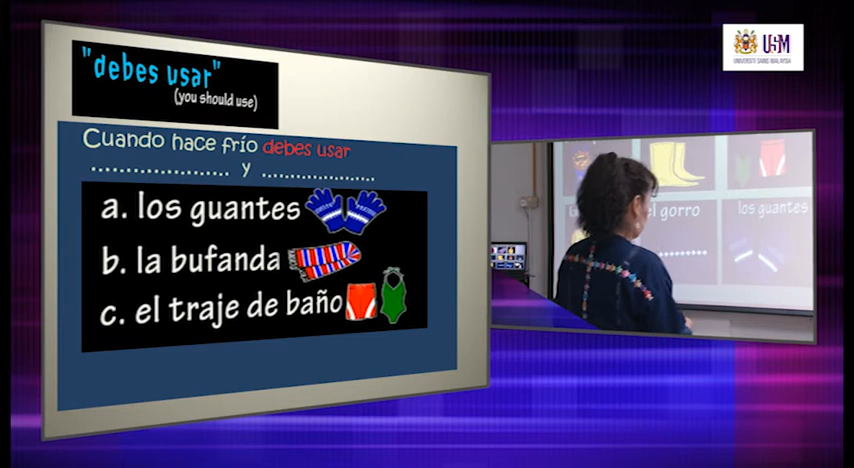 "debes usar"
(you should use)
Cuando hace frío debes usar
..................... y .....................
a. los guantes
b. la bufanda
c. el traje de baño
USM
UNIVERSITI SAINS MALAYSIA
el gorro
los guantes